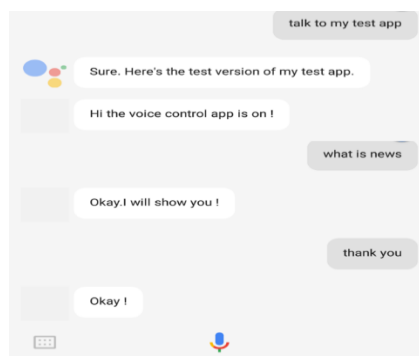 talk to my test app
Sure. Here's the test version of my test app.
Hi the voice control app is on !
what is news
Okay.I will show you !
thank you
Okay !